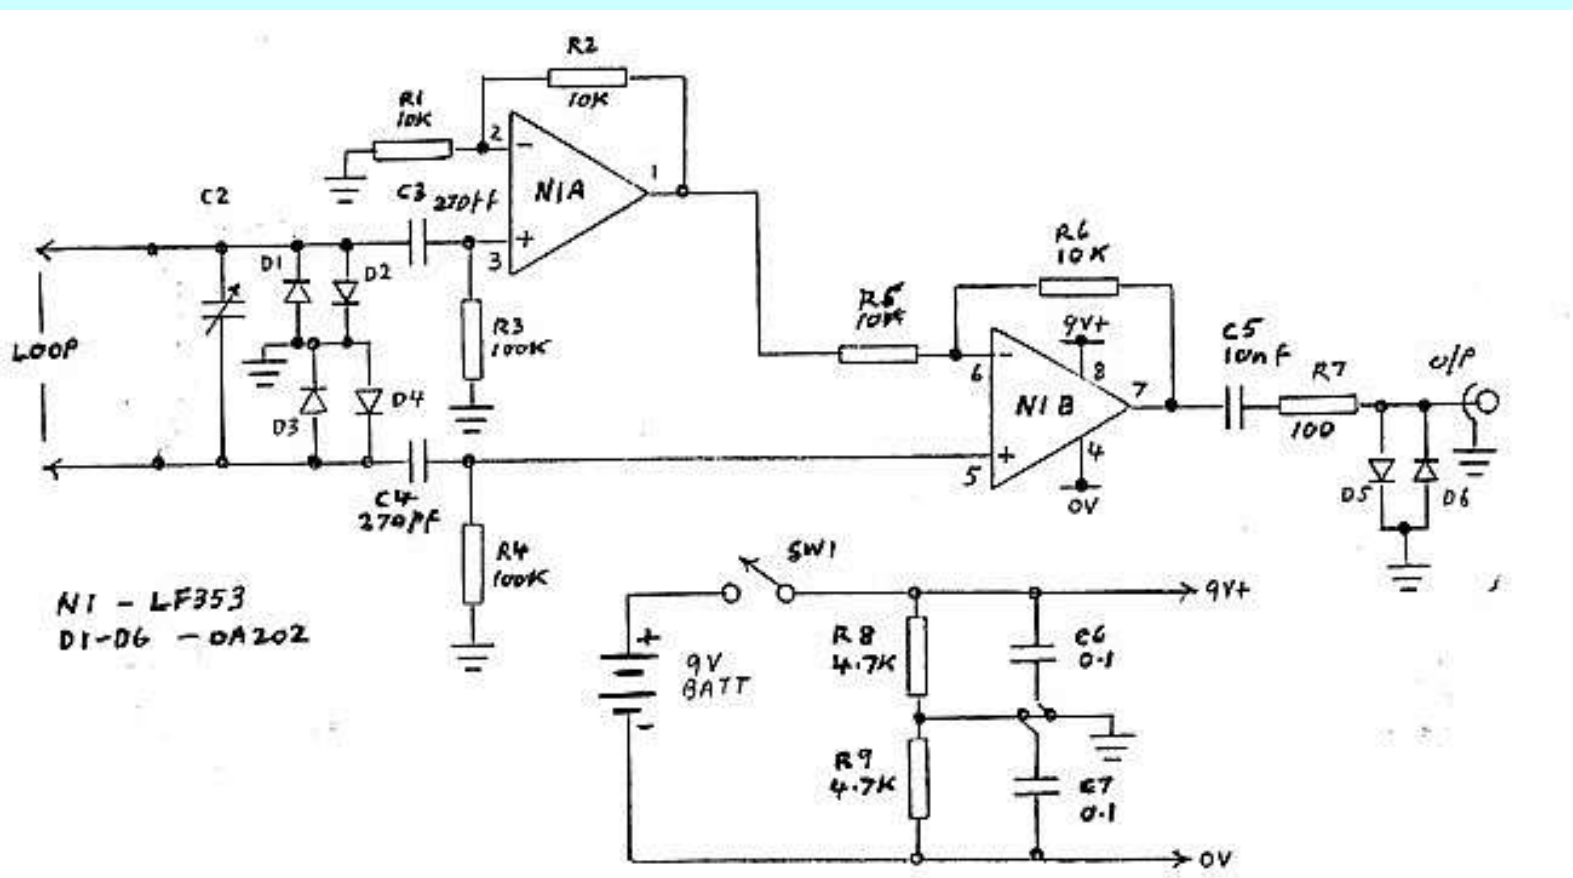 R2
10K
R1
10K
2
-
1
N1A
C3
270pf
C2
+
3
D1
D2
R3
100K
LOOP
D3
D4
R6
10K
R5
10K
9V+
-
6
8
7
N1B
C5
10nF
R7
100
O/P
+
5
4
0V
D5
D6
C4
270pF
R4
100K
N1 - LF353
D1-D6 - OA202
SW1
9V+
+
9V
BATT
-
R8
4.7K
C6
0.1
R9
4.7K
C7
0.1
0V